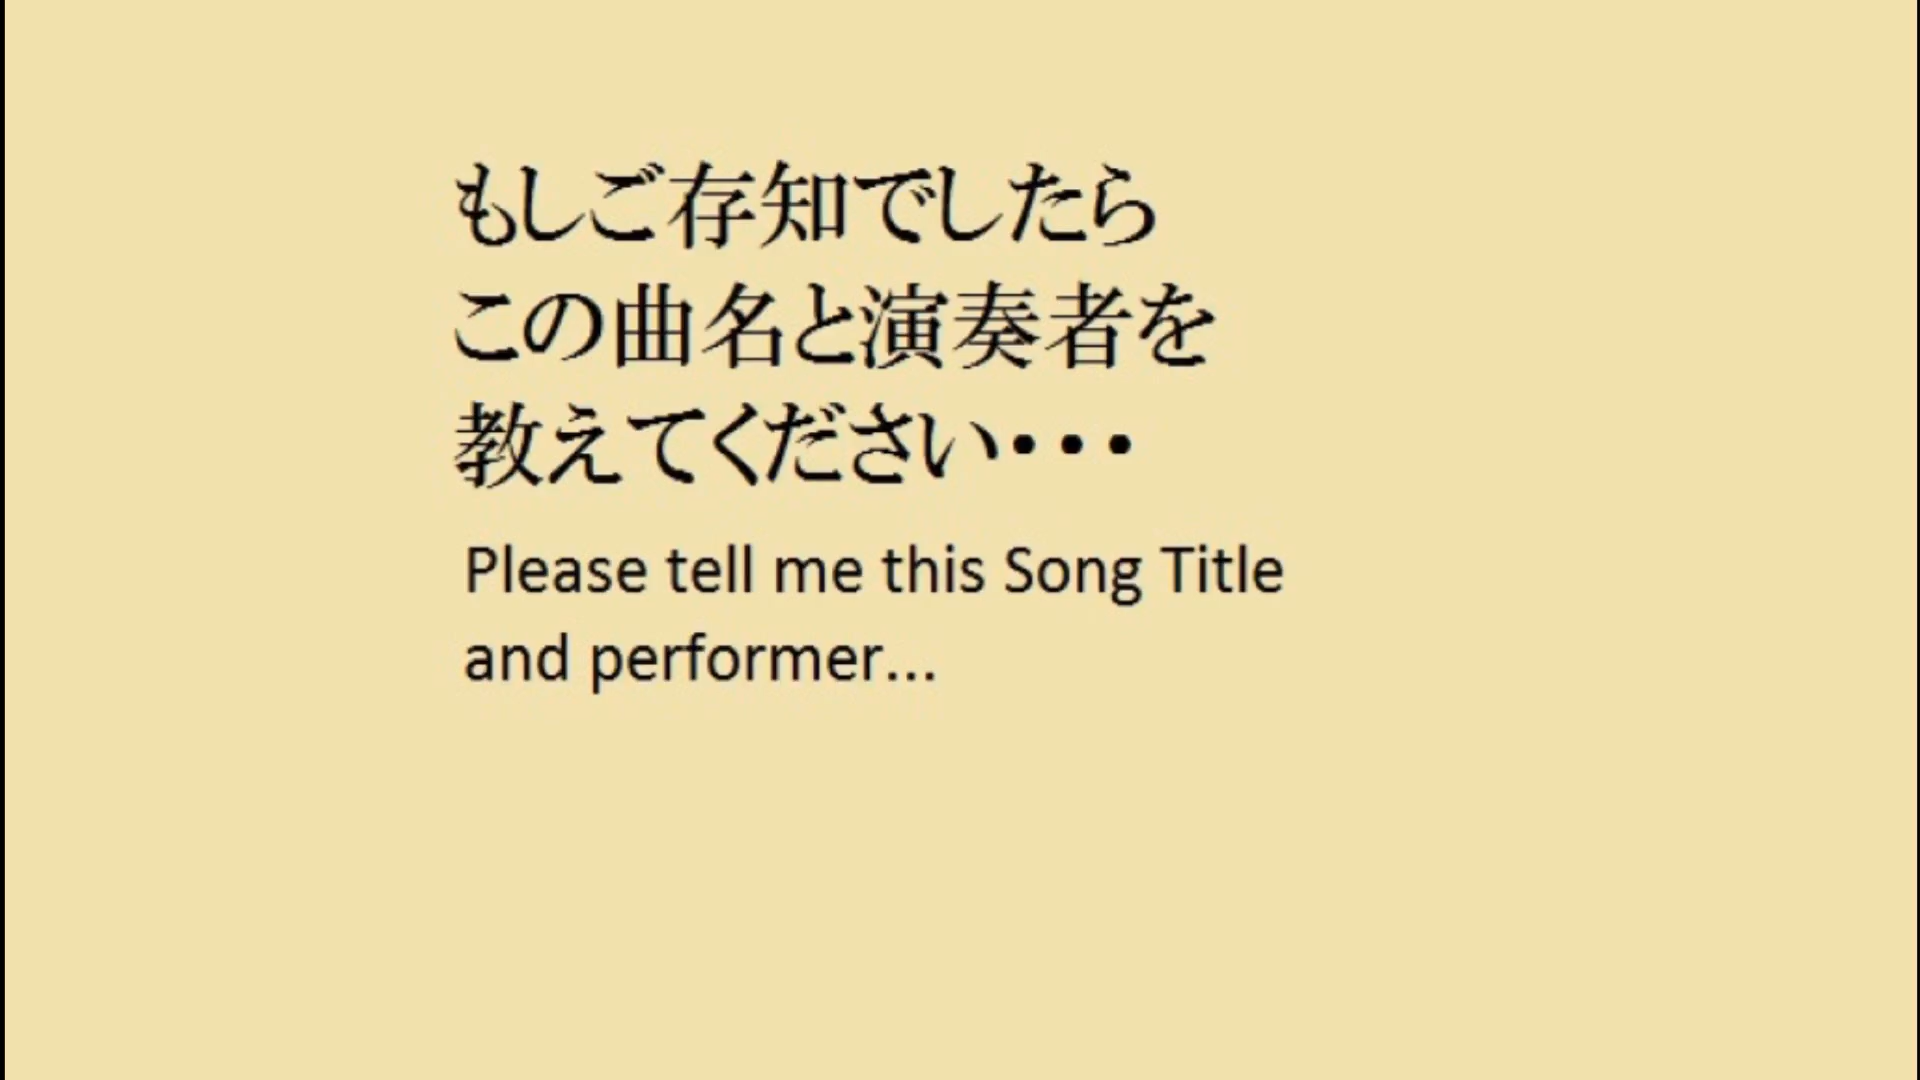 もしご存知でしたら
この曲名と演奏者を
教えてください・・・
Please tell me this Song Title
and performer...